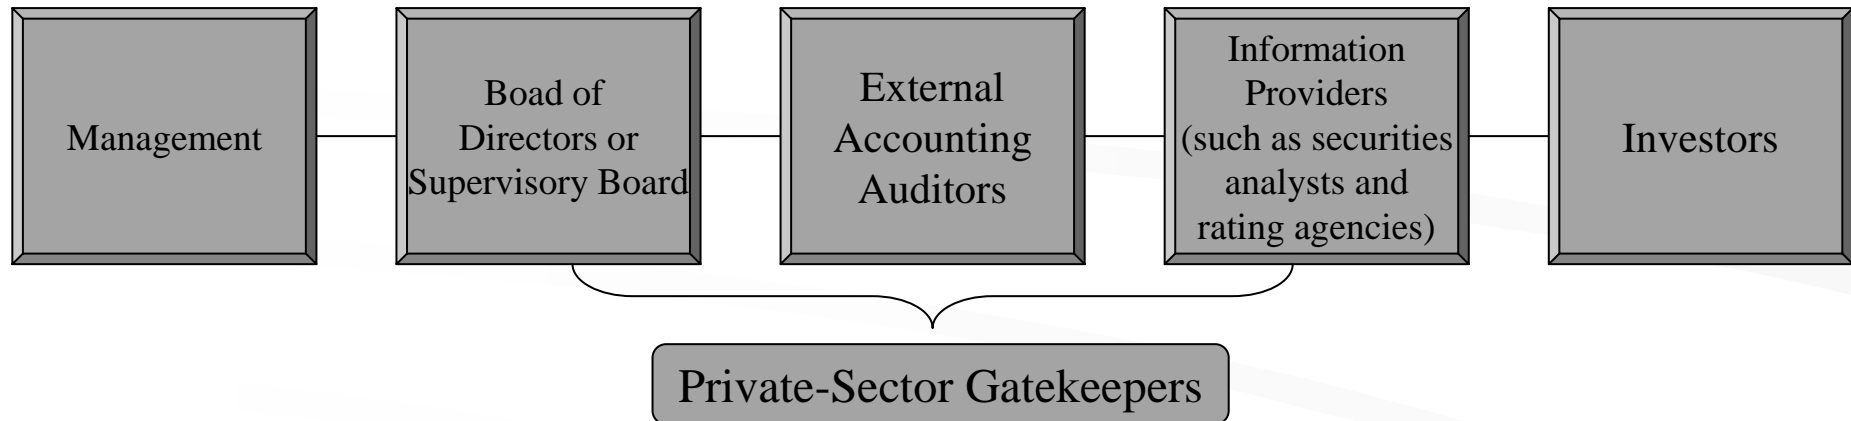 Management
Boad of
Directors or
Supervisory Board
External
Accounting
Auditors
Information
Providers
(such as securities
analysts and
rating agencies)
Investors
Private-Sector Gatekeepers